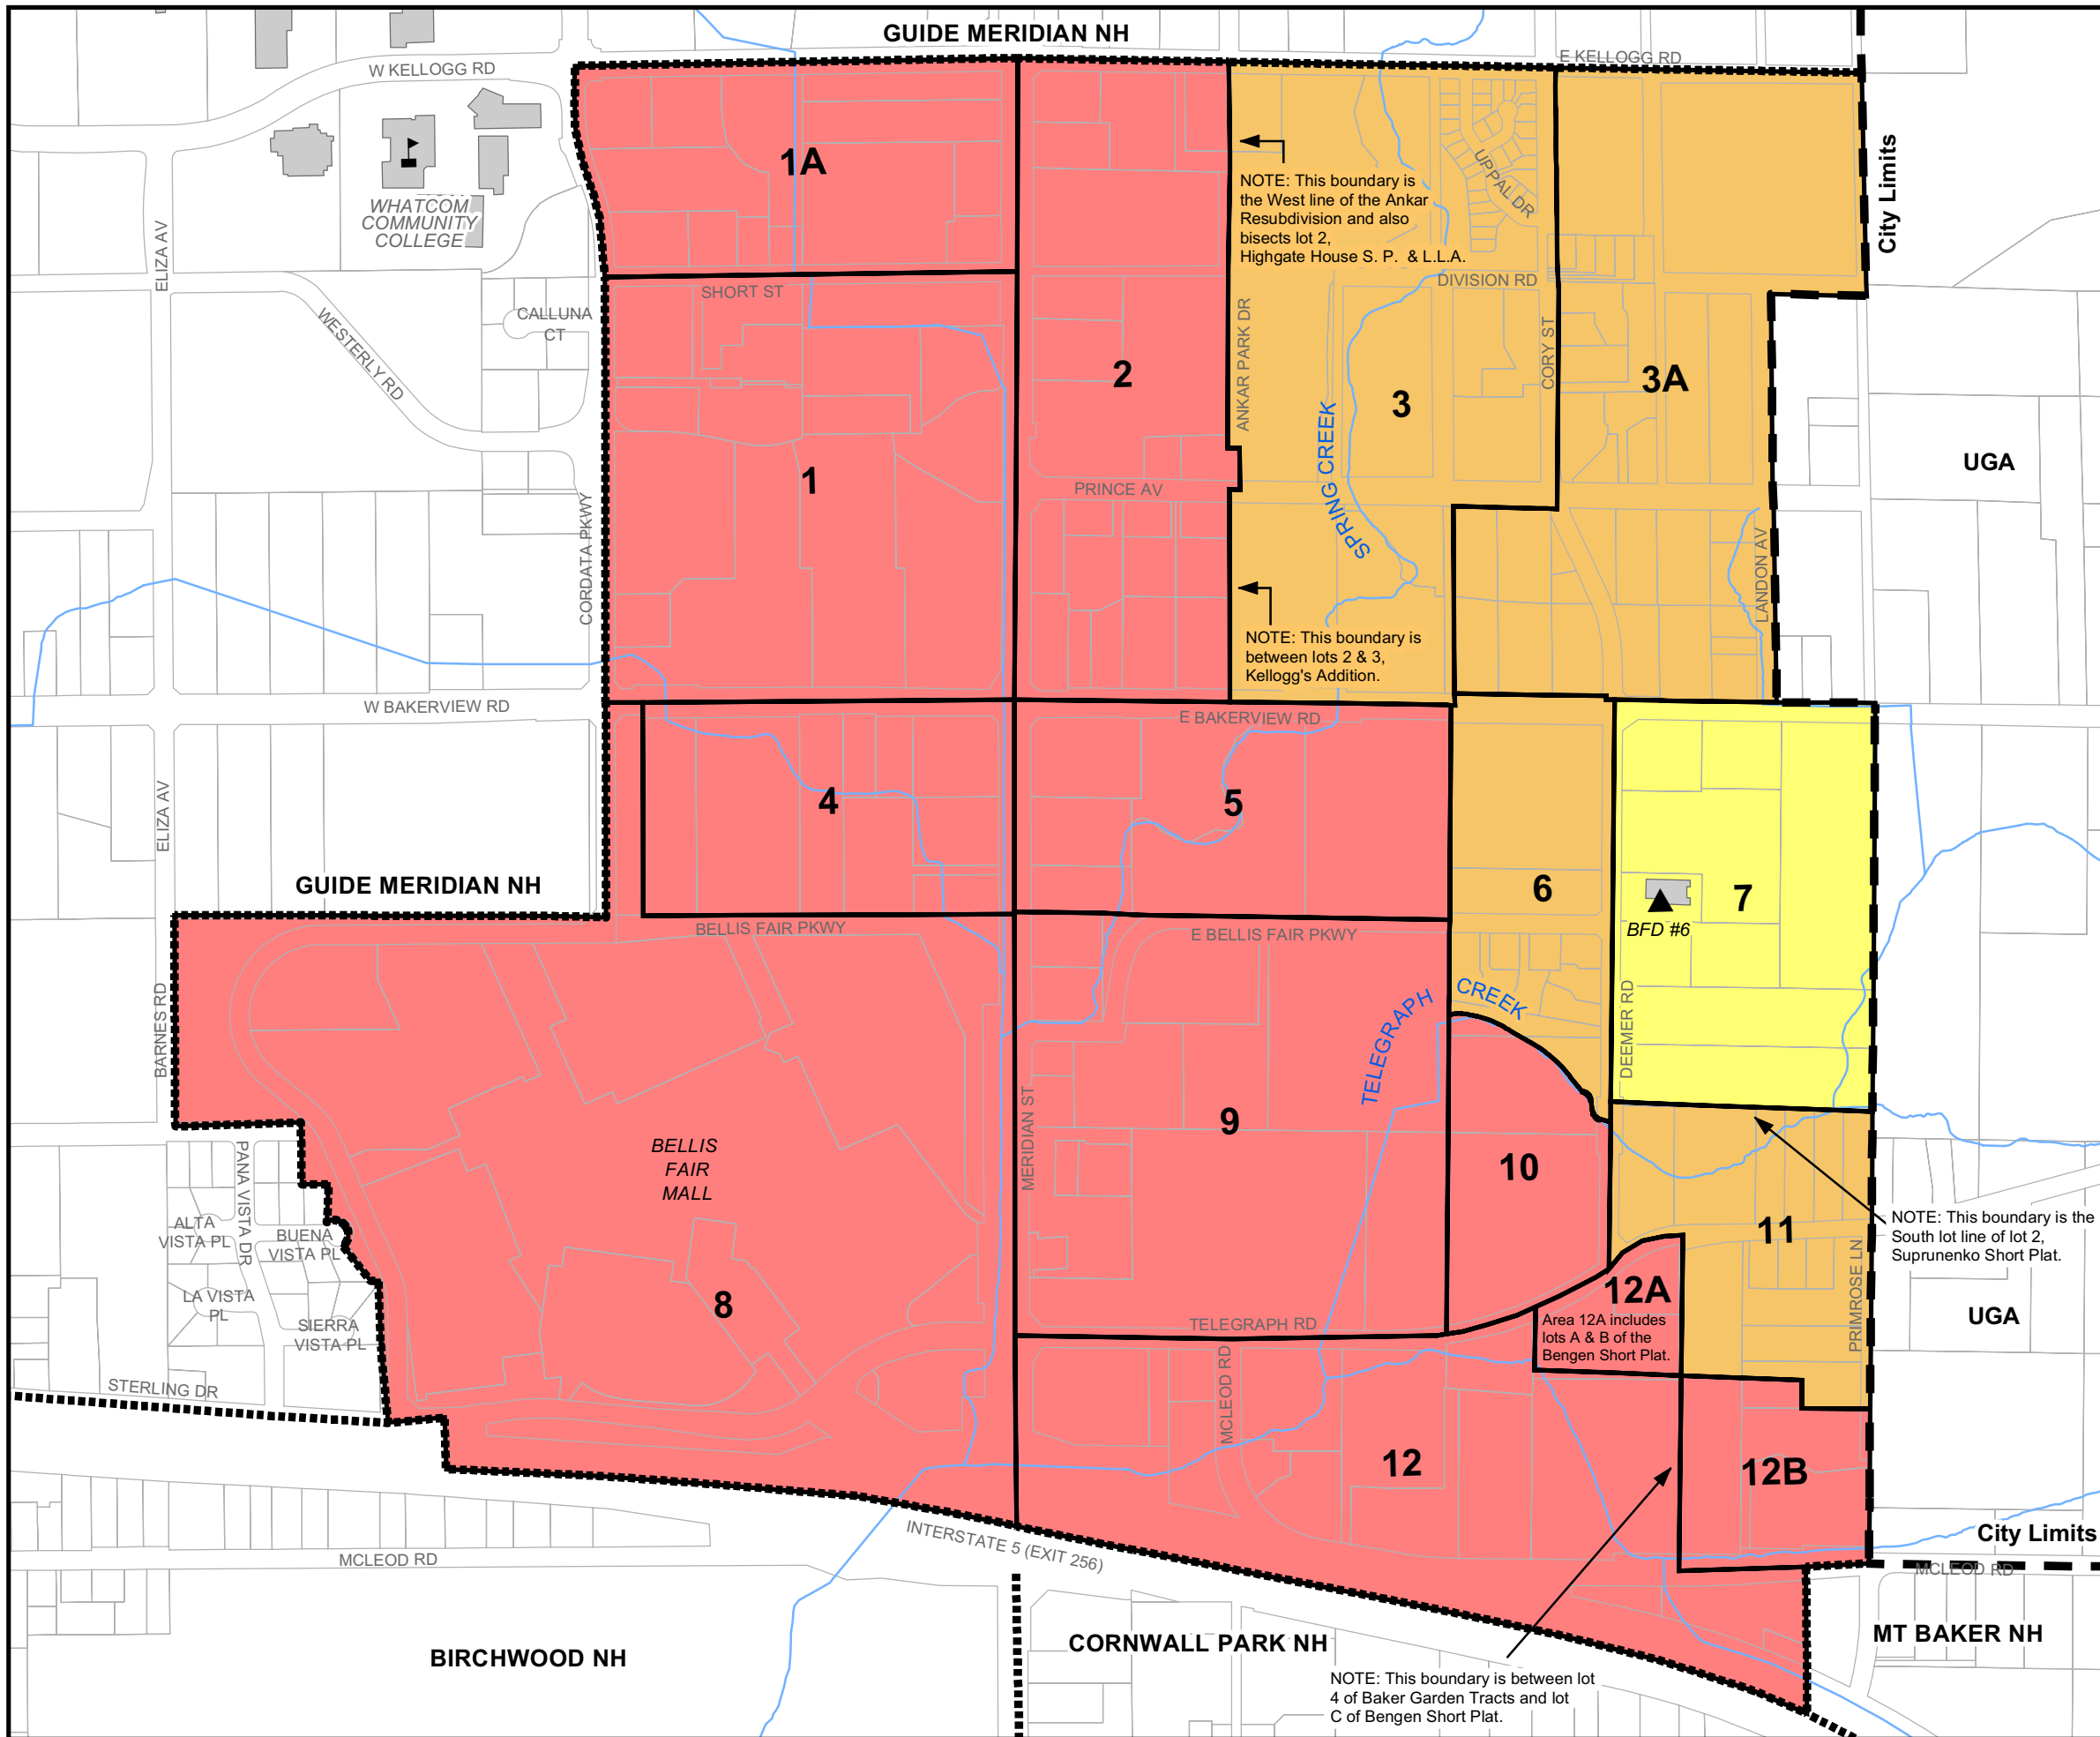 GUIDE MERIDIAN NH
E KELLOGG RD
W KELLOGG RD
1A
WHATCOM
COMMUNITY
COLLEGE
UPPAL DR
City Limits
NOTE: This boundary is
the West line of the Ankar
Resubdivision and also
bisects lot 2,
Highgate House S. P. & L.L.A.
ELIZA AV
SHORT ST
DIVISION RD
CALLUNA
CT
WESTERLY RD
ANKAR PARK DR
CORY ST
2
3
3A
SPRING CREEK
UGA
1
PRINCE AV
CORDATA PKWY
LANDON AV
NOTE: This boundary is
between lots 2 & 3,
Kellogg's Addition.
W BAKERVIEW RD
E BAKERVIEW RD
ELIZA AV
4
5
6
7
BFD #6
GUIDE MERIDIAN NH
BELLIS FAIR PKWY
E BELLIS FAIR PKWY
BARNES RD
TELEGRAPH CREEK
DEEMER RD
MERIDIAN ST
9
10
BELLIS
FAIR
MALL
PANA VISTA DR
ALTA
VISTA PL
BUENA
VISTA PL
11
NOTE: This boundary is the
South lot line of lot 2,
Suprunenko Short Plat.
PRIMROSE LN
LA VISTA
PL
SIERRA
VISTA PL
8
12A
Area 12A includes
lots A & B of the
Bengen Short Plat.
UGA
TELEGRAPH RD
STERLING DR
MCLEOD RD
12
12B
INTERSTATE 5 (EXIT 256)
City Limits
MCLEOD RD
MCLEOD RD
BIRCHWOOD NH
CORNWALL PARK NH
MT BAKER NH
NOTE: This boundary is between lot
4 of Baker Garden Tracts and lot
C of Bengen Short Plat.